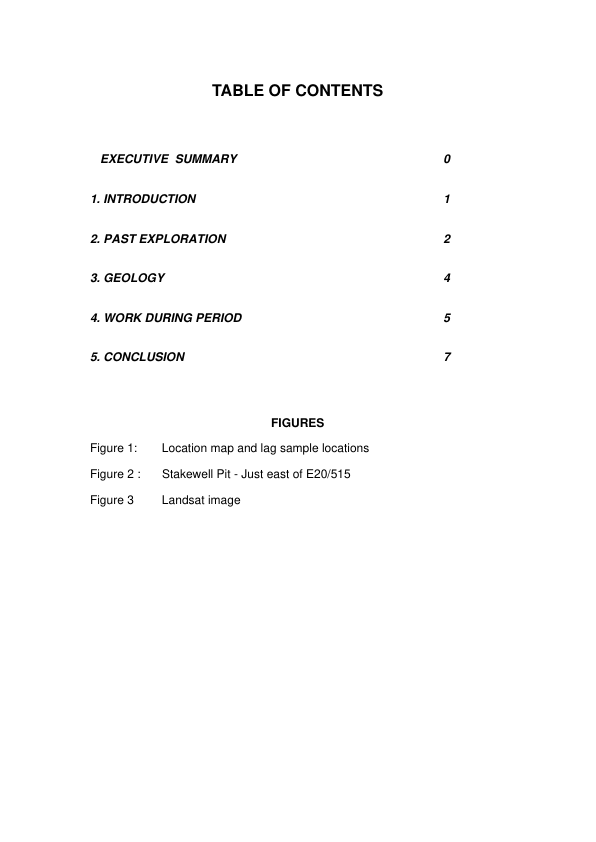 TABLE OF CONTENTS
EXECUTIVE SUMMARY 0
1. INTRODUCTION 1
2. PAST EXPLORATION 2
3. GEOLOGY 4
4. WORK DURING PERIOD 5
5. CONCLUSION 7
FIGURES
Figure 1: Location map and lag sample locations
Figure 2 : Stakewell Pit - Just east of E20/515
Figure 3 Landsat image